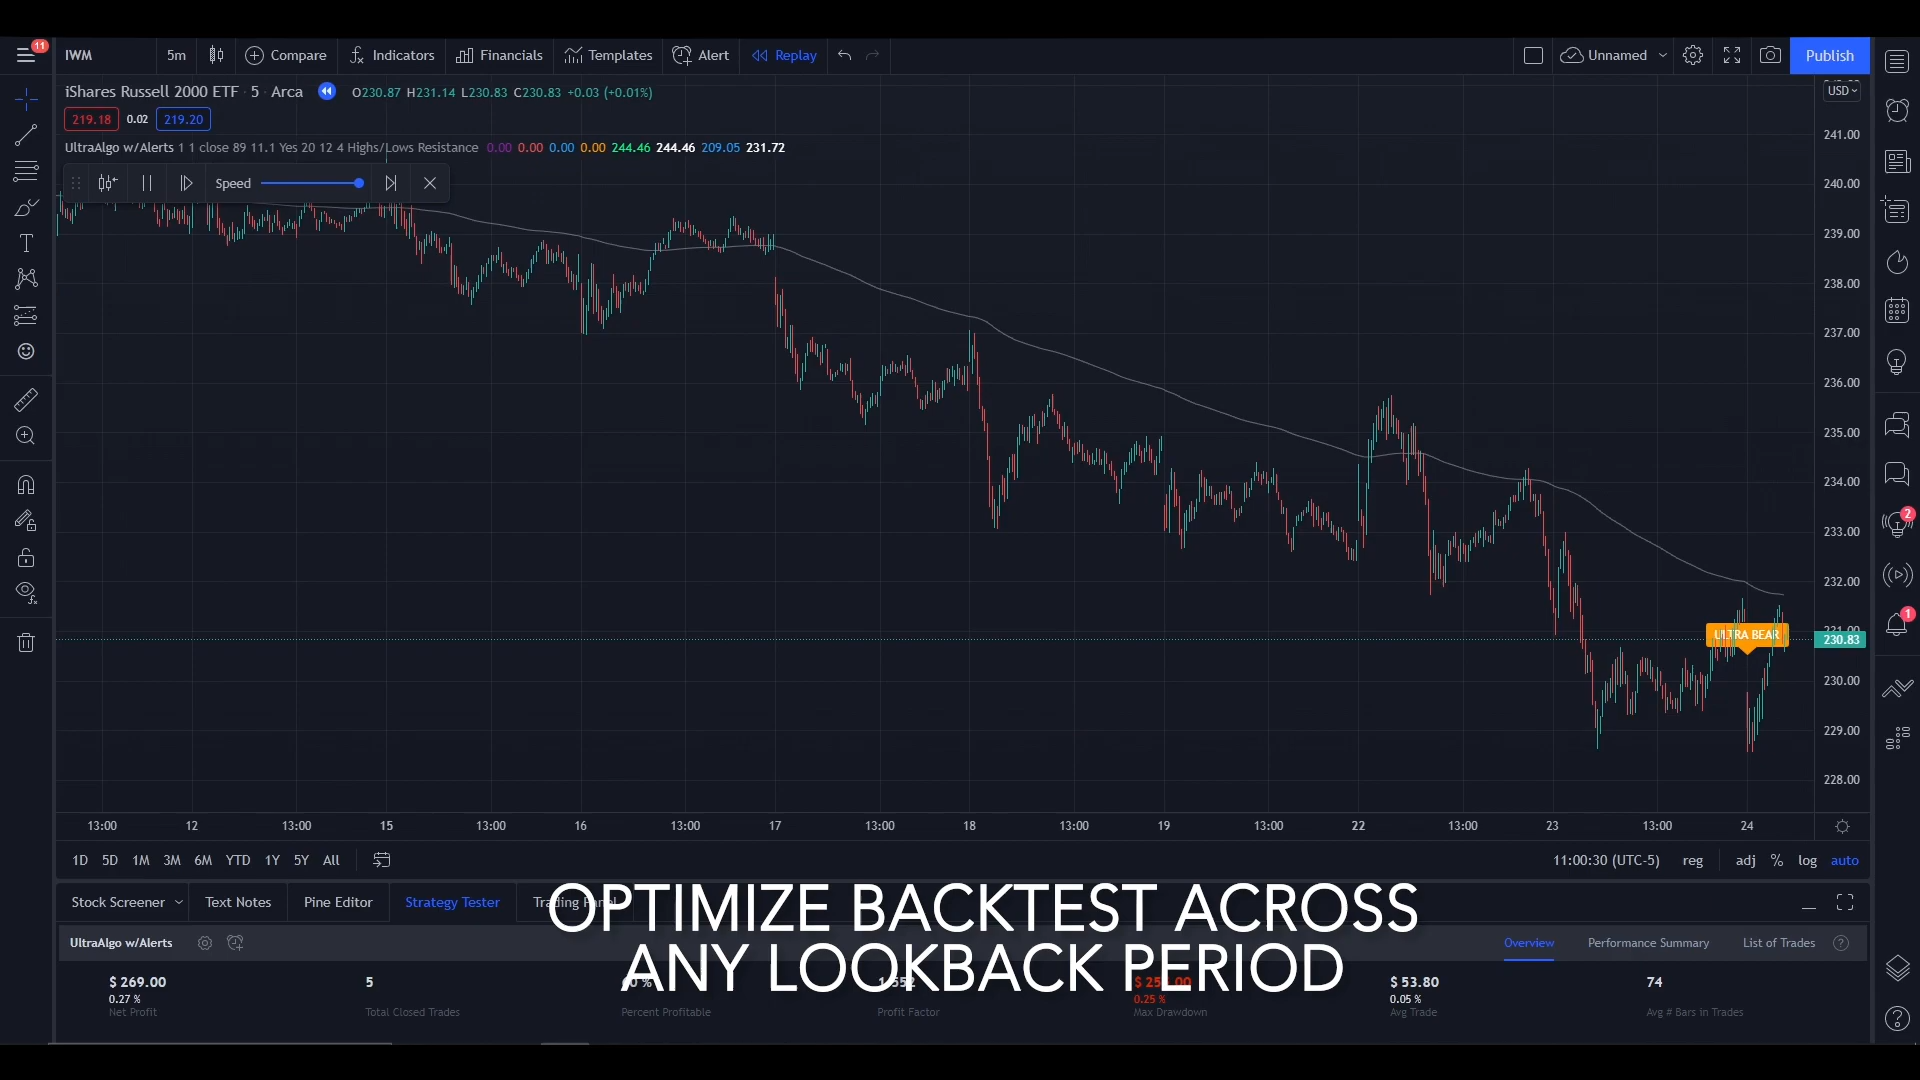 11
IWM 5m Compare Indicators Financials Templates Alert Replay Unnamed Publish
iShares Russell 2000 ETF · 5 · Arca O230.87 H231.14 L230.83 C230.83 +0.03 (+0.01%)
USD
219.18 0.02 219.20
241.00
UltraAlgo w/Alerts 1 1 close 89 11.1 Yes 20 12 4 Highs/Lows Resistance 0.00 0.00 0.00 0.00 244.46 244.46 209.05 231.72
Speed
240.00
239.00
238.00
237.00
236.00
235.00
234.00
233.00
2
232.00
1
231.00
ULTRA BEAR
230.83
230.00
229.00
228.00
13:00 12 13:00 15 13:00 16 13:00 17 13:00 18 13:00 19 13:00 22 13:00 23 13:00 24
1D 5D 1M 3M 6M YTD 1Y 5Y All 11:00:30 (UTC-5) reg adj % log auto
Stock Screener Text Notes Pine Editor Strategy Tester Trading Panel
OPTIMIZE BACKTEST ACROSS
ANY LOOKBACK PERIOD
UltraAlgo w/Alerts Overview Performance Summary List of Trades
$ 269.00 5 $ 53.80 74
0.27 % 0.25 % 0.05 %
Net Profit Total Closed Trades Percent Profitable Profit Factor Max Drawdown Avg Trade Avg # Bars in Trades